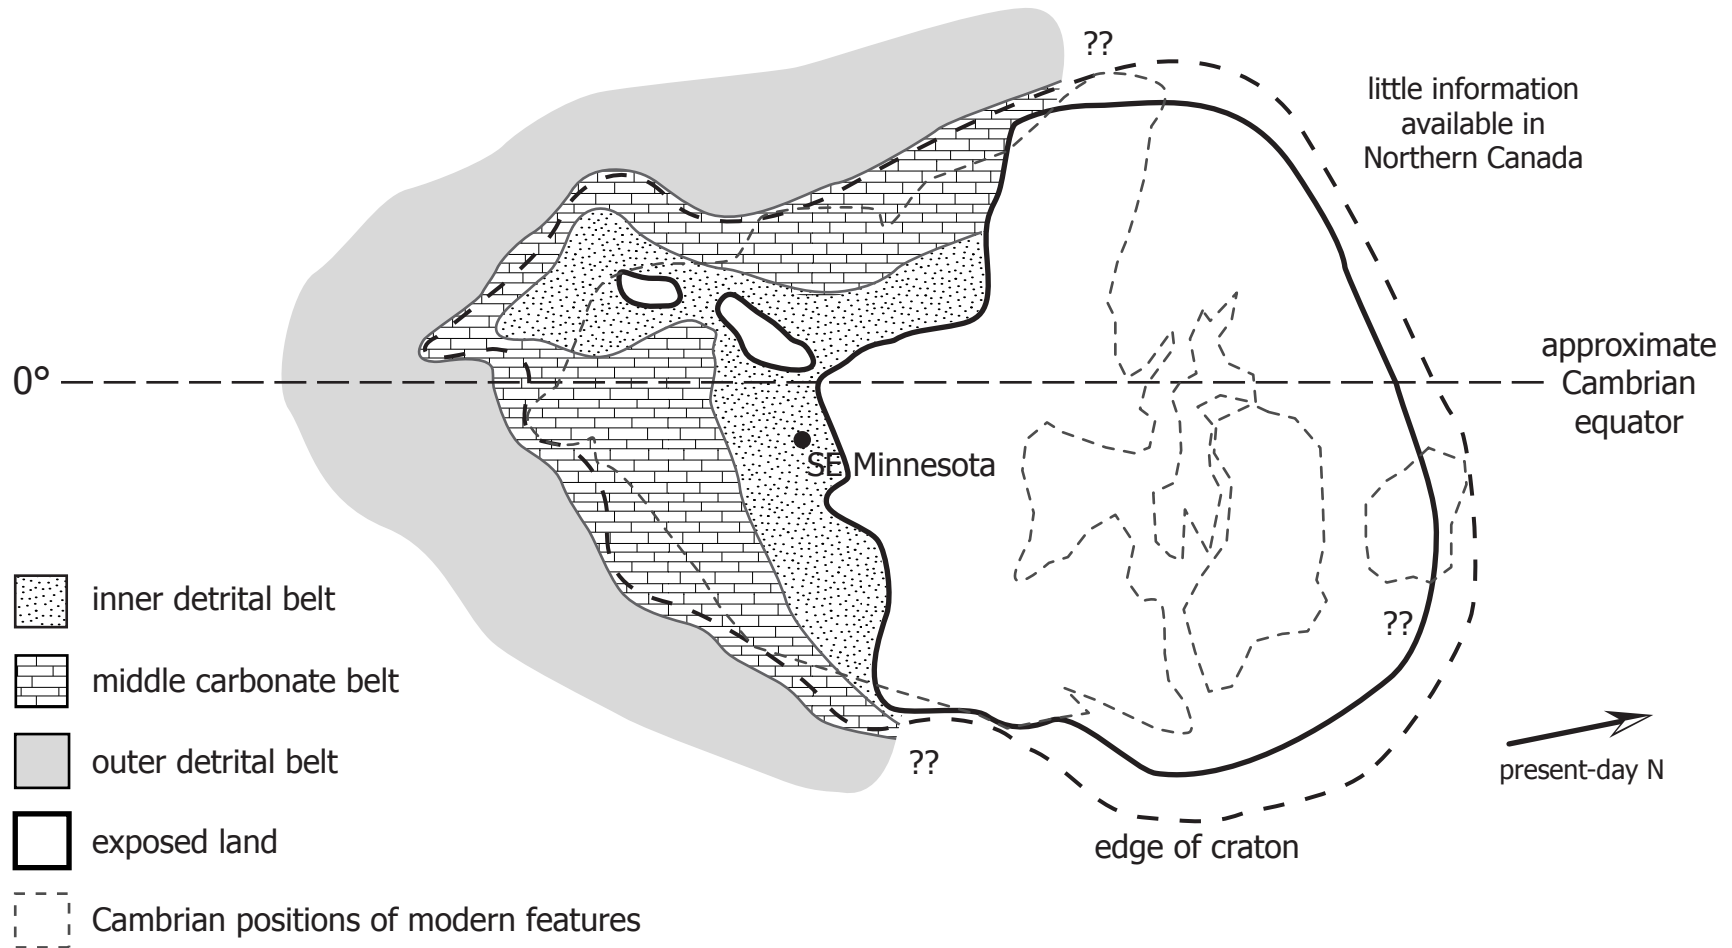 ??
little information
available in
Northern Canada
approximate
Cambrian
equator
0°
SE Minnesota
inner detrital belt
middle carbonate belt
outer detrital belt
exposed land
Cambrian positions of modern features
??
??
present-day N
edge of craton